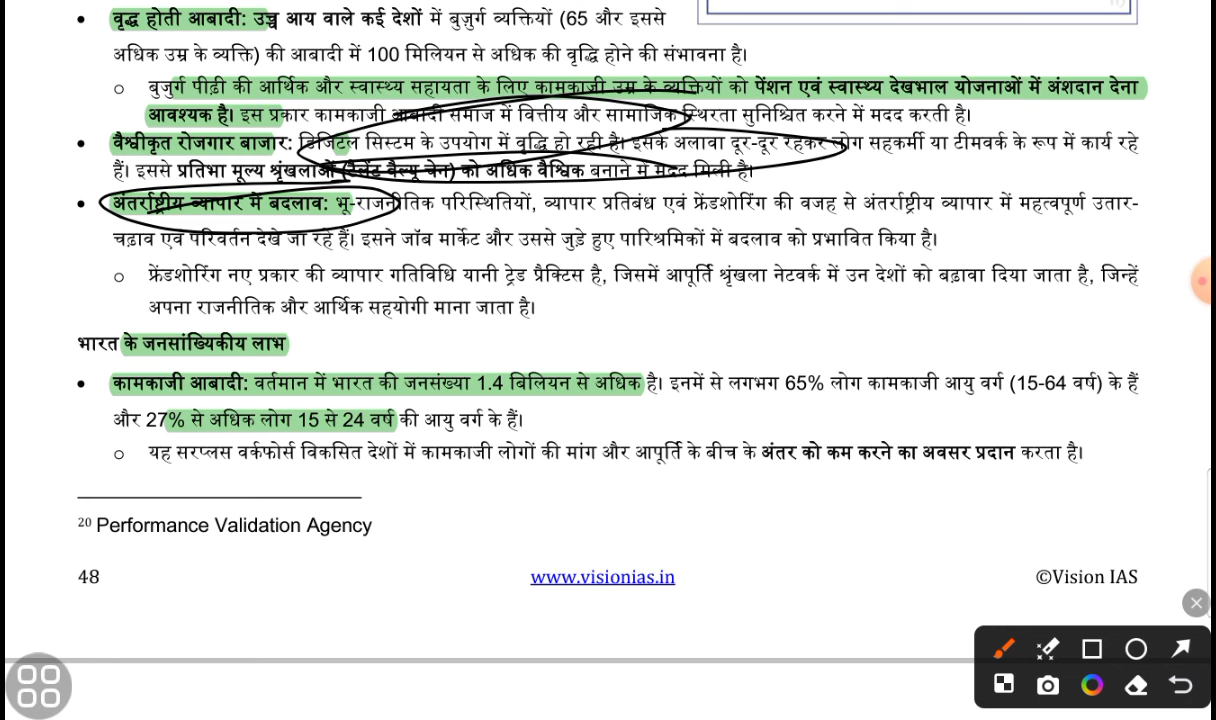 • वृद्ध होती आबादी: उच्च आय वाले कई देशों में बुज़ुर्ग व्यक्तियों (65 और इससे
अधिक उम्र के व्यक्ति) की आबादी में 100 मिलियन से अधिक की वृद्धि होने की संभावना है।
o बुजुर्ग पीढ़ी की आर्थिक और स्वास्थ्य सहायता के लिए कामकाजी उम्र के व्यक्तियों को पेंशन एवं स्वास्थ्य देखभाल योजनाओं में अंशदान देना
आवश्यक है। इस प्रकार कामकाजी आबादी समाज में वित्तीय और सामाजिक स्थिरता सुनिश्चित करने में मदद करती है।
• वैश्वीकृत रोजगार बाजार: डिजिटल सिस्टम के उपयोग में वृद्धि हो रही है। इसके अलावा दूर-दूर रहकर लोग सहकर्मी या टीमवर्क के रूप में कार्य रहे
हैं। इससे प्रतिभा मूल्य श्रृंखलाओं (टैलेंट वैल्यू चेन) को अधिक वैश्विक बनाने में मदद मिली है।
• अंतर्राष्ट्रीय व्यापार में बदलाव: भू-राजनीतिक परिस्थितियों, व्यापार प्रतिबंध एवं फ्रेंडशोरिंग की वजह से अंतर्राष्ट्रीय व्यापार में महत्वपूर्ण उतार-
चढ़ाव एवं परिवर्तन देखे जा रहे हैं। इसने जॉब मार्केट और उससे जुड़े हुए पारिश्रमिकों में बदलाव को प्रभावित किया है।
o फ्रेंडशोरिंग नए प्रकार की व्यापार गतिविधि यानी ट्रेड प्रैक्टिस है, जिसमें आपूर्ति श्रृंखला नेटवर्क में उन देशों को बढ़ावा दिया जाता है, जिन्हें
अपना राजनीतिक और आर्थिक सहयोगी माना जाता है।
भारत के जनसांख्यिकीय लाभ
• कामकाजी आबादी: वर्तमान में भारत की जनसंख्या 1.4 बिलियन से अधिक है। इनमें से लगभग 65% लोग कामकाजी आयु वर्ग (15-64 वर्ष) के हैं
और 27% से अधिक लोग 15 से 24 वर्ष की आयु वर्ग के हैं।
o यह सरप्लस वर्कफोर्स विकसित देशों में कामकाजी लोगों की मांग और आपूर्ति के बीच के अंतर को कम करने का अवसर प्रदान करता है।
20 Performance Validation Agency
48 www.visionias.in ©Vision IAS